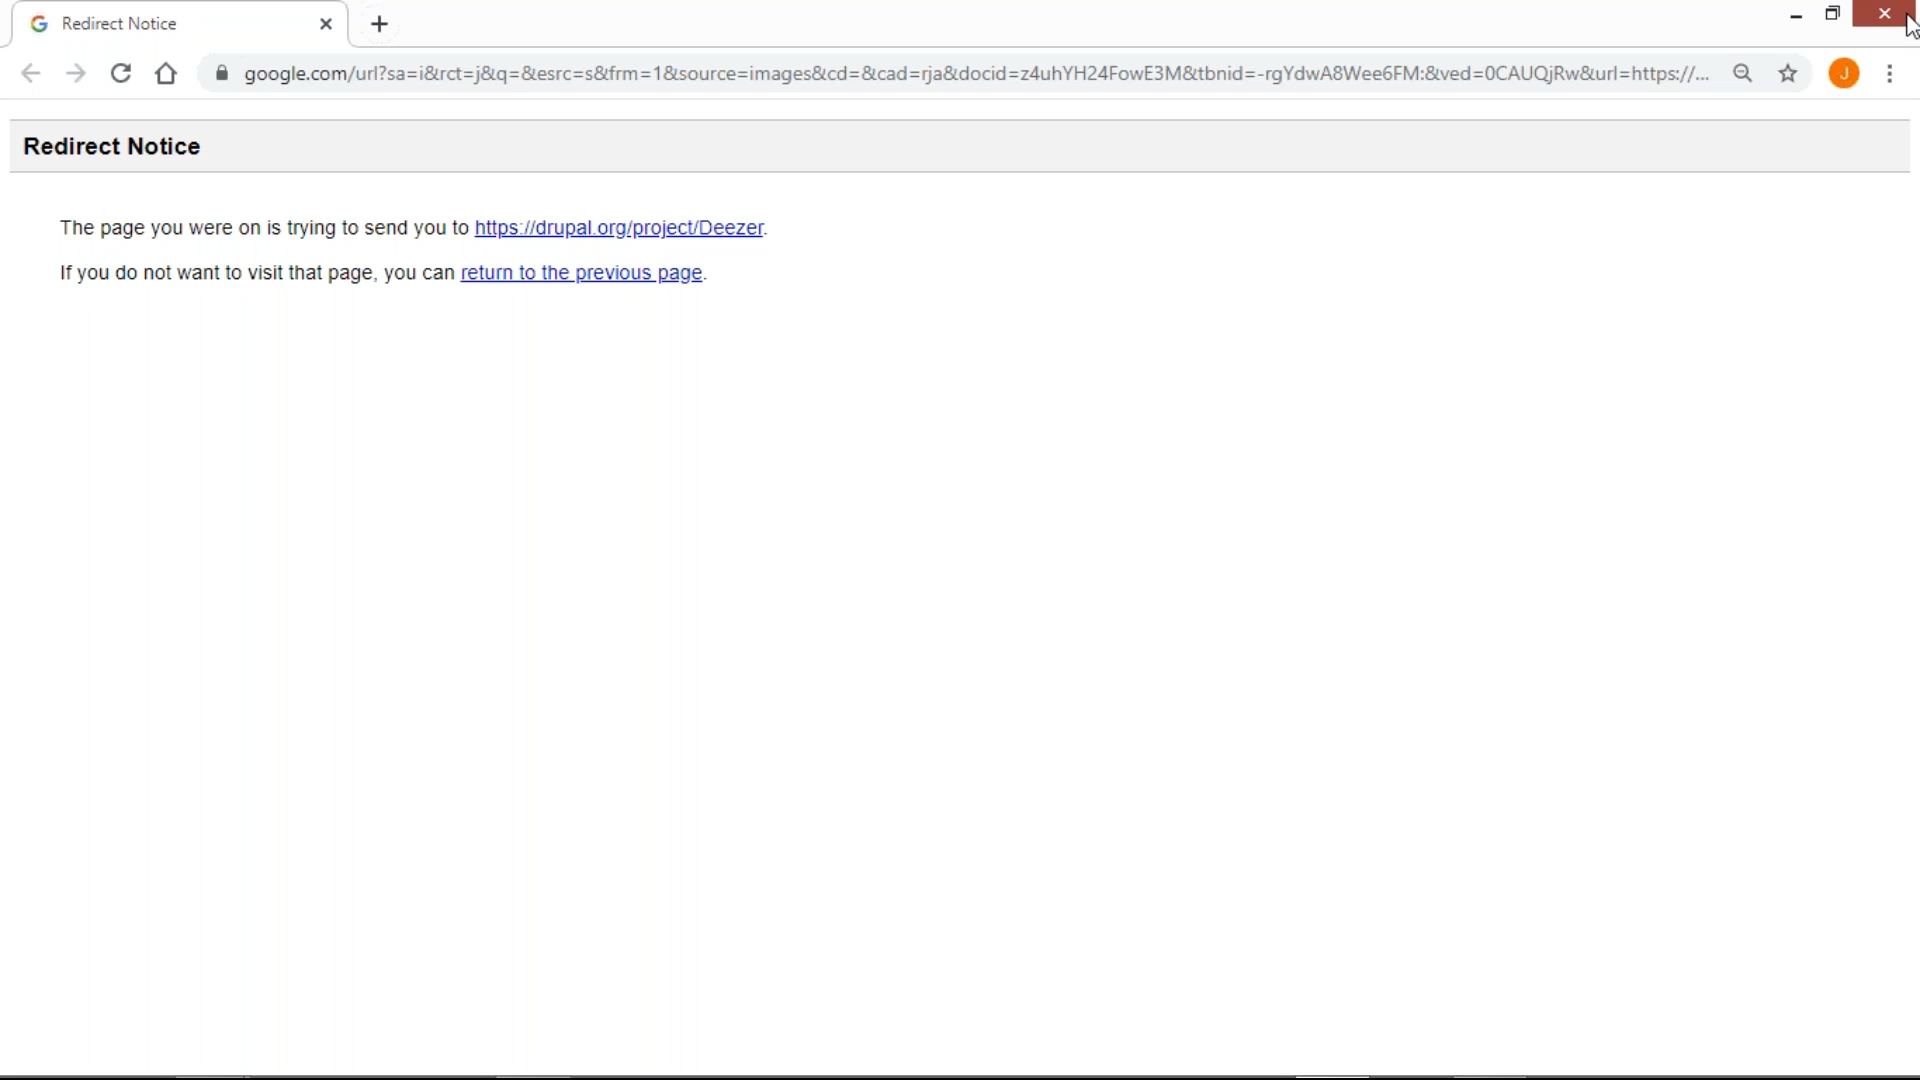 Redirect Notice
google.com/url?sa=i&rct=j&q=&esrc=s&frm=1&source=images&cd=&cad=rja&docid=z4uhYH24FowE3M&tbnid=-rgYdwA8Wee6FM:&ved=0CAUQjRw&url=https://...
J
Redirect Notice
The page you were on is trying to send you to https://drupal.org/project/Deezer.
If you do not want to visit that page, you can return to the previous page.